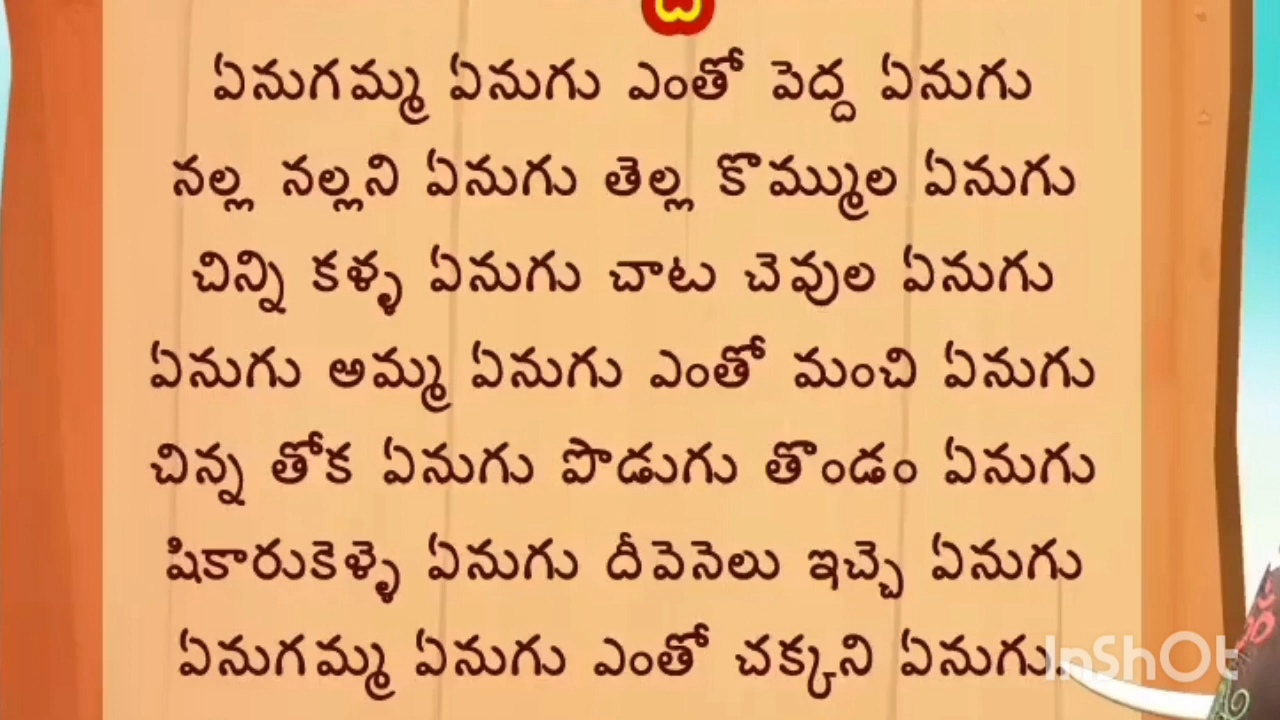 ఏనుగమ్మ ఏనుగు ఎంతో పెద్ద ఏనుగు
నల్ల నల్లని ఏనుగు తెల్ల కొమ్ముల ఏనుగు
చిన్ని కళ్ళ ఏనుగు చాట చెవుల ఏనుగు
ఏనుగు అమ్మ ఏనుగు ఎంతో మంచి ఏనుగు
చిన్న తోక ఏనుగు పొడుగు తొండం ఏనుగు
షికారుకెళ్ళె ఏనుగు దీవెనెలు ఇచ్చె ఏనుగు
ఏనుగమ్మ ఏనుగు ఎంతో చక్కని ఏనుగు
InShOt